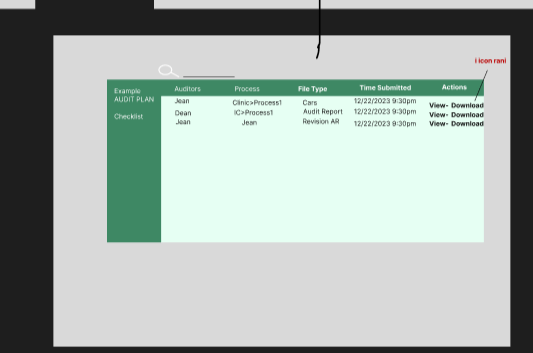 i icon rani
Example
AUDIT PLAN
Checklist
Auditors Process File Type Time Submitted Actions
Jean Clinic>Process1 Cars 12/22/2023 9:30pm View- Download
Dean IC>Process1 Audit Report 12/22/2023 9:30pm View- Download
Jean Jean Revision AR 12/22/2023 9:30pm View- Download